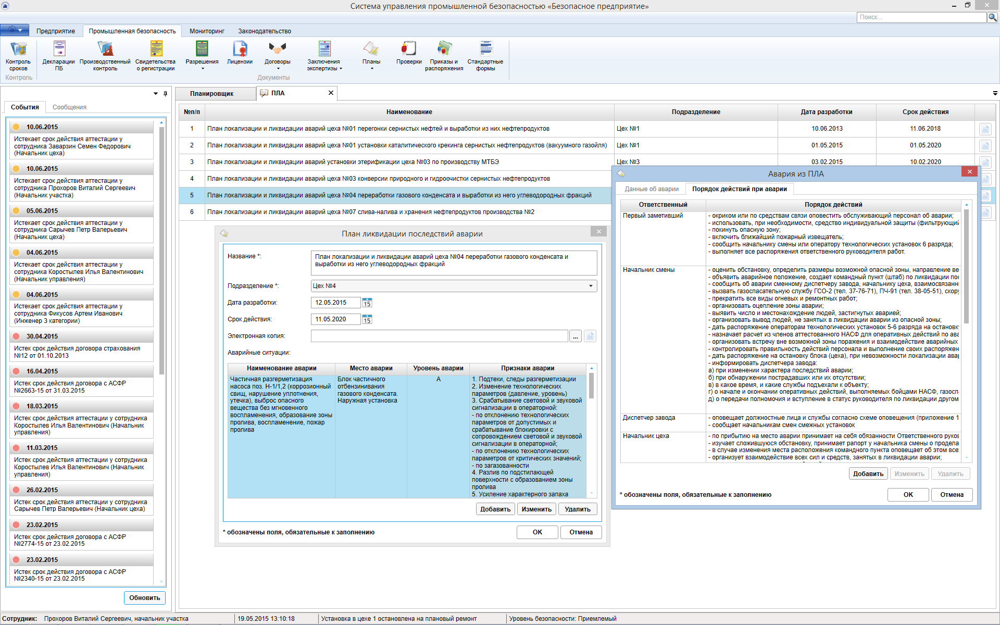 Система управления промышленной безопасностью «Безопасное предприятие»
Поиск...
Предприятие
Промышленная безопасность
Мониторинг
Законодательство
Контроль
сроков
Декларации
ПБ
Производственный
контроль
Свидетельства
о регистрации
Разрешения
Лицензии
Договоры
Заключения
экспертизы
Планы
Проверки
Приказы и
распоряжения
Стандартные
формы
Контроль
Документы
События
Сообщения
10.06.2015
Истекает срок действия аттестации у
сотрудника Заварзин Семен Федорович
(Начальник цеха)
10.06.2015
Истекает срок действия аттестации у
сотрудника Прохоров Виталий Сергеевич
(Начальник участка)
05.06.2015
Истекает срок действия аттестации у
сотрудника Сарычев Петр Валерьевич
(Начальник цеха)
04.06.2015
Истекает срок действия аттестации у
сотрудника Коростылев Илья Валентинович
(Начальник управления)
04.06.2015
Истекает срок действия аттестации у
сотрудника Фикусов Артем Иванович
(Инженер 3 категории)
30.04.2015
Истек срок действия договора страхования
№12 от 01.10.2013
16.04.2015
Истек срок действия договора с АСФР
№2663-15 от 31.03.2015
18.03.2015
Истек срок действия аттестации у сотрудника
Коростылев Илья Валентинович (Начальник
управления)
11.03.2015
Истек срок действия аттестации у сотрудника
Коростылев Илья Валентинович (Начальник
управления)
26.02.2015
Истек срок действия аттестации у сотрудника
Сарычев Петр Валерьевич (Начальник цеха)
23.02.2015
Истек срок действия договора с АСФР
№2774-15 от 23.02.2015
23.02.2015
Истек срок действия договора с АСФР
№2340-15 от 23.02.2015
Обновить
Планировщик
ПЛА
№п/п Наименование Подразделение Дата разработки Срок действия
1 План локализации и ликвидации аварий цеха №01 перегонки сернистых нефтей и выработки из них нефтепродуктов Цех №1 10.06.2013 11.06.2018
2 План локализации и ликвидации аварий цеха №01 установки каталитического крекинга сернистых нефтепродуктов (вакуумного газойля) Цех №1 01.05.2015 01.05.2020
3 План локализации и ликвидации аварий установки этерификации цеха №03 по производству МТБЭ Цех №3 03.02.2015 10.02.2020
4 План локализации и ликвидации аварий цеха №03 конверсии природного и гидроочистки сернистых нефтепродуктов
5 План локализации и ликвидации аварий цеха №04 переработки газового конденсата и выработки из него углеводородных фракций
6 План локализации и ликвидации аварий цеха №07 слива-налива и хранения нефтепродуктов производства №2
План ликвидации последствий аварии
Название *:
План локализации и ликвидации аварий цеха №04 переработки газового конденсата и
выработки из него углеводородных фракций
Подразделение *:
Цех №4
Дата разработки:
12.05.2015
15
Срок действия:
11.05.2020
15
Электронная копия:
...
Аварийные ситуации:
Наименование аварии Место аварии Уровень аварии Признаки аварии
Частичная разгерметизация
насоса поз. Н-1/1,2 (коррозионный
свищ, нарушение уплотнения,
утечка), выброс опасного
вещества без мгновенного
воспламенения, образование зоны
пролива, воспламенение, пожар
пролива
Блок частичного
отбензинивания
газового конденсата.
Наружная установка
А
1. Подтеки, следы разгерметизации
2. Изменение технологических
параметров (давление, уровень)
3. Срабатывание световой и звуковой
сигнализации в операторной:
- по отклонению технологических
параметров от допустимых и
срабатывание блокировки с
сопровождением световой и звуковой
сигнализации в операторной;
- по отклонению технологических
параметров от критических значений;
- по загазованности
4. Разлив по подстилающей
поверхности с образованием зоны
пролива
5. Усиление характерного запаха
Добавить
Изменить
Удалить
* обозначены поля, обязательные к заполнению
OK
Отмена
Авария из ПЛА
Данные об аварии
Порядок действий при аварии
Ответственный Порядок действий
Первый заметивший
- окриком или по средствам связи оповестить обслуживающий персонал об аварии;
- использовать, при необходимости, средство индивидуальной защиты (фильтрующий
- покинуть опасную зону;
- включить ближайший пожарный извещатель;
- сообщить начальнику смены или оператору технологических установок 6 разряда;
- выполняет все распоряжения ответственного руководителя работ.
Начальник смены
- оценить обстановку, определить размеры возможной опасной зоны, направление ве
- объявить аварийное положение, создает командный пункт (штаб) по ликвидации пос
- сообщить об аварии сменному диспетчеру завода, начальнику цеха, взаимосвязанн
- вызвать газоспасательную службу ГСО-2 (тел. 37-76-71), ПЧ-91 (тел. 38-05-51), скору
- прекратить все виды огневых и ремонтных работ;
- организовать оцепление зоны аварии;
- выявить число и местонахождение людей, застигнутых аварией;
- организовать вывод людей, не занятых в ликвидации аварии из опасной зоны;
- дать распоряжение операторам технологических установок 5-6 разряда на остановк
- назначает расчет из членов аттестованного НАСФ для оперативных действий по ава
- организовать встречу вне возможной зоны поражения и взаимодействие аварийных
- контролировать правильность действий персонала и выполнение своих распоряжен
- дать распоряжение на остановку блока (цеха), при невозможности локализации авар
- информировать диспетчера завода:
а) при изменении характера последствий аварии;
б) при обнаружении пострадавших или их отсутствии;
в) в какое время, и какие службы подъехали к объекту;
г) о начале и окончании оперативных действий, выполняемых бойцами НАСФ, газосп
д) о передачи полномочия и вступление в статус руководителя по ликвидации другом
Диспетчер завода
- оповещает должностные лица и службы согласно схеме оповещения (приложение 1
- сообщает начальникам смен смежных установок
Начальник цеха
- по прибытию на место аварии принимает на себя обязанности Ответственного руков
- изучает сложившуюся обстановку, принимает рапорт у начальника смены о продела
- в случае изменения места расположения командного пункта оповещает об этом все
- организует взаимодействие всех сил и средств, занятых в ликвидации аварии;
Добавить
Изменить
Удалить
* обозначены поля, обязательные к заполнению
OK
Отмена
Сотрудник: Прохоров Виталий Сергеевич, начальник участка
19.05.2015 13:10:18
Установка в цехе 1 остановлена на плановый ремонт
Уровень безопасности: Приемлемый